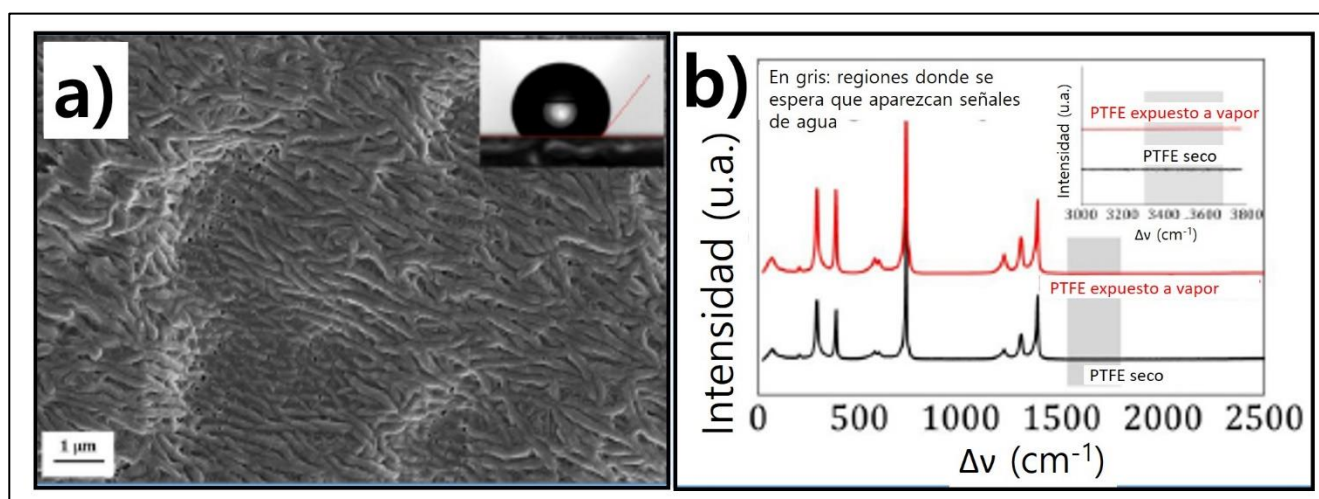 a)
1 µm
b)
En gris: regiones donde se
espera que aparezcan señales
de agua
Intensidad (u.a.)
PTFE expuesto a vapor
PTFE seco
3000 3200 3400 3600 3800
Δν (cm⁻¹)
Intensidad (u.a.)
PTFE expuesto a vapor
PTFE seco
0 500 1000 1500 2000 2500
Δν (cm⁻¹)